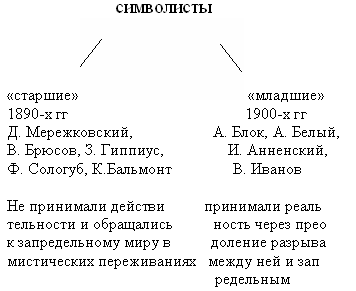 СИМВОЛИСТЫ
«старшие»
1890-х гг
Д. Мережковский,
В. Брюсов, З. Гиппиус,
Ф. Сологуб, К.Бальмонт
Не принимали действи
тельности и обращались
к запредельному миру в
мистических переживаниях
«младшие»
1900-х гг
А. Блок, А. Белый,
И. Анненский,
В. Иванов
принимали реаль
ность через прео
доление разрыва
между ней и зап
редельным